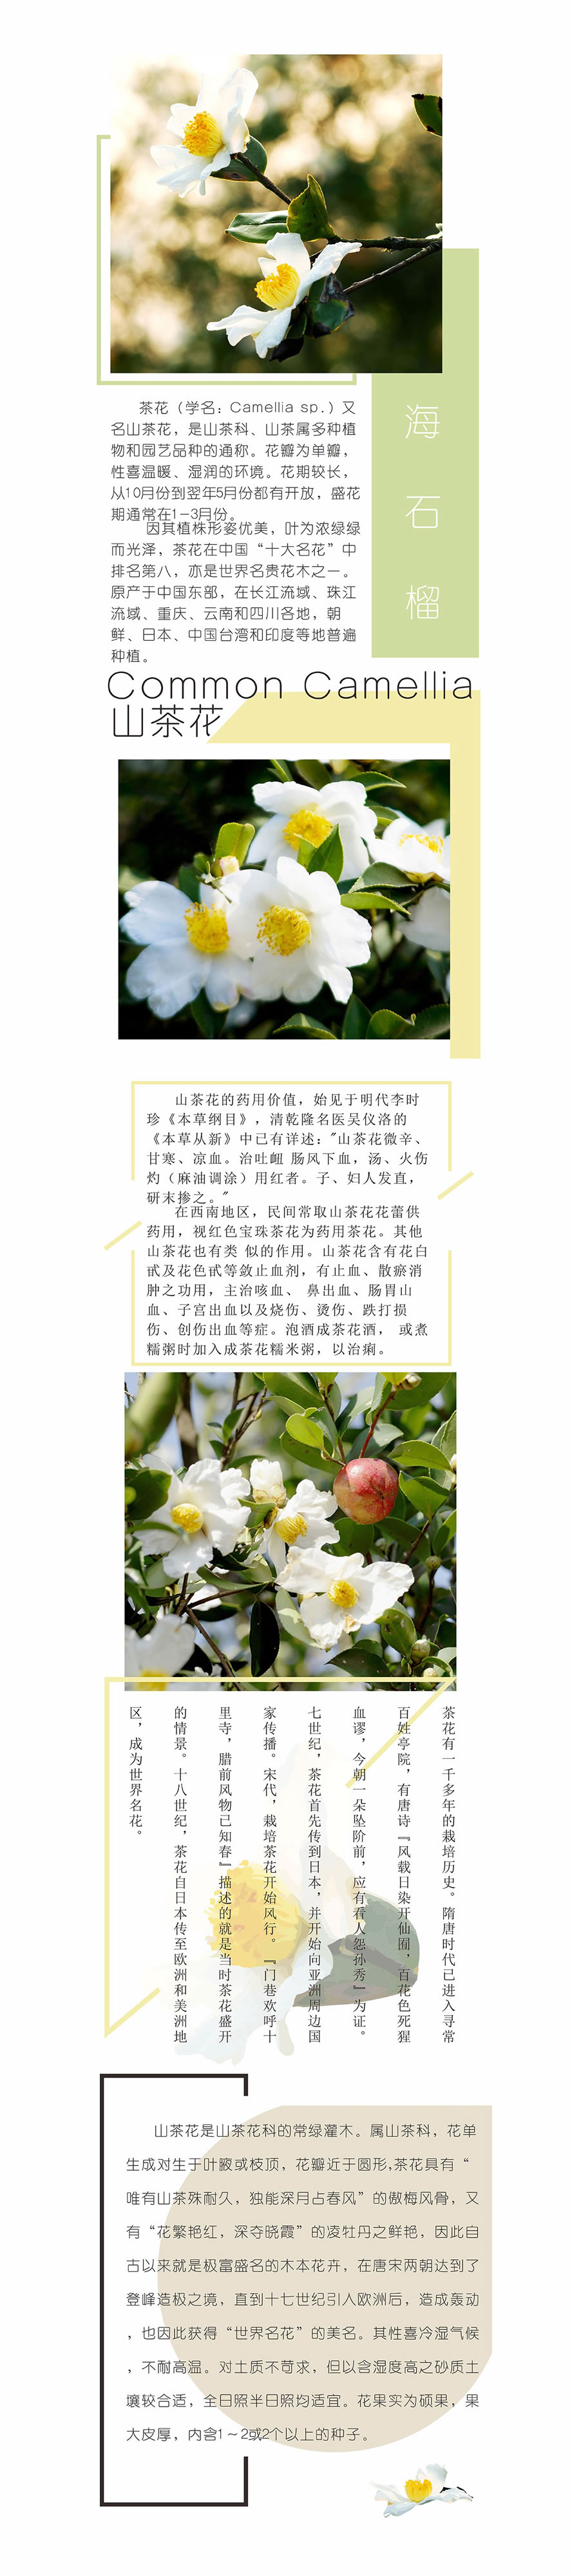 茶花（学名：Camellia sp.）又
名山茶花，是山茶科、山茶属多种植
物和园艺品种的通称。花瓣为单瓣，
性喜温暖、湿润的环境。花期较长，
从10月份到翌年5月份都有开放，盛花
期通常在1-3月份。
因其植株形姿优美，叶为浓绿绿
而光泽，茶花在中国“十大名花”中
排名第八，亦是世界名贵花木之一。
原产于中国东部，在长江流域、珠江
流域、重庆、云南和四川各地，朝
鲜、日本、中国台湾和印度等地普遍
种植。
海石榴
Common Camellia
山茶花
山茶花的药用价值，始见于明代李时
珍《本草纲目》，清乾隆名医吴仪洛的
《本草从新》中已有详述："山茶花微辛、
甘寒、凉血。治吐衄 肠风下血，汤、火伤
灼（麻油调涂）用红者。子、妇人发直，
研末掺之。"
在西南地区，民间常取山茶花花蕾供
药用，视红色宝珠茶花为药用茶花。其他
山茶花也有类 似的作用。山茶花含有花白
甙及花色甙等敛止血剂，有止血、散瘀消
肿之功用，主治咳血、 鼻出血、肠胃山
血、子宫出血以及烧伤、烫伤、跌打损
伤、创伤出血等症。泡酒成茶花酒， 或煮
糯粥时加入成茶花糯米粥，以治痢。
茶花有一千多年的栽培历史。隋唐时代已进入寻常
百姓亭院，有唐诗『风载日染开仙囿，百花色死猩
血谬，今朝一朵坠阶前，应有看人怨孙秀』为证。
七世纪，茶花首先传到日本，并开始向亚洲周边国
家传播。宋代，栽培茶花开始风行。『门巷欢呼十
里寺，腊前风物已知春』描述的就是当时茶花盛开
的情景。十八世纪，茶花自日本传至欧洲和美洲地
区，成为世界名花。
山茶花是山茶花科的常绿灌木。属山茶科，花单
生成对生于叶腋或枝顶，花瓣近于圆形,茶花具有“
唯有山茶殊耐久，独能深月占春风”的傲梅风骨，又
有“花繁艳红，深夺晓霞”的凌牡丹之鲜艳，因此自
古以来就是极富盛名的木本花卉，在唐宋两朝达到了
登峰造极之境，直到十七世纪引入欧洲后，造成轰动
，也因此获得“世界名花”的美名。其性喜冷湿气候
，不耐高温。对土质不苛求，但以含湿度高之砂质土
壤较合适，全日照半日照均适宜。花果实为硕果，果
大皮厚，内含1～2或2个以上的种子。